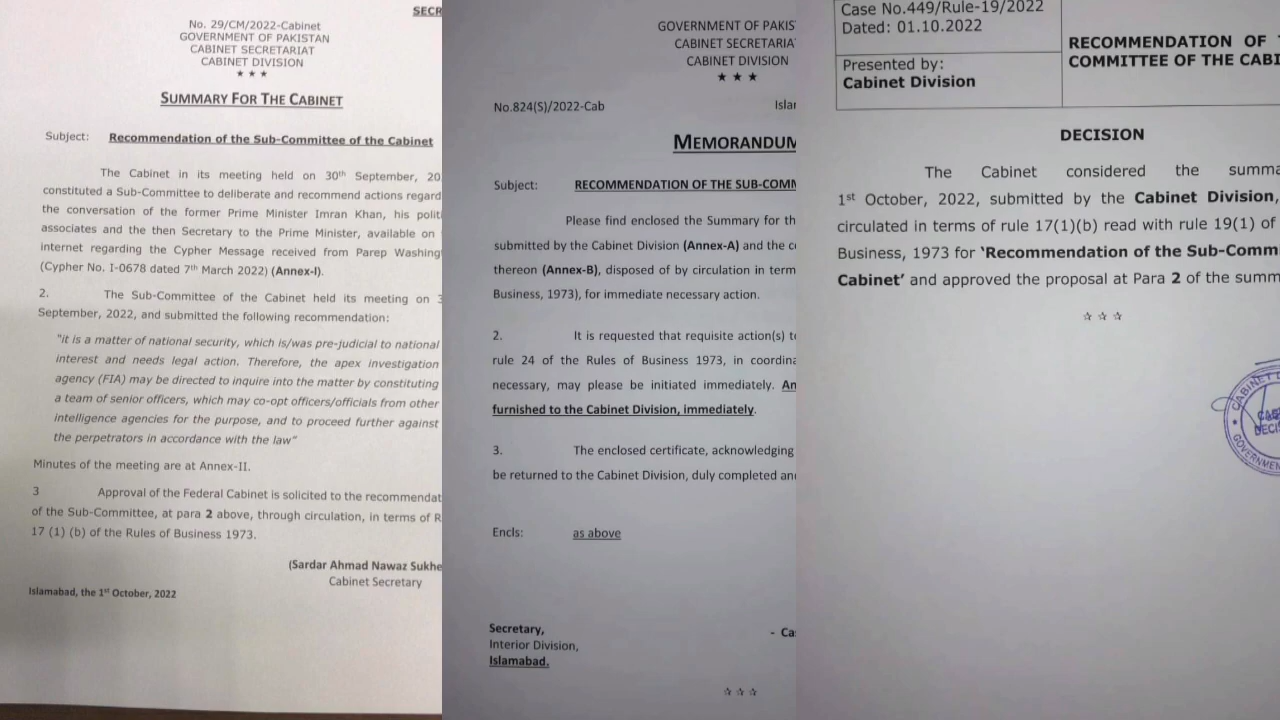 SECR
No. 29/CM/2022-Cabinet
GOVERNMENT OF PAKISTAN
CABINET SECRETARIAT
CABINET DIVISION
★ ★ ★
SUMMARY FOR THE CABINET
Subject: Recommendation of the Sub-Committee of the Cabinet
The Cabinet in its meeting held on 30th September, 20
constituted a Sub-Committee to deliberate and recommend actions regard
the conversation of the former Prime Minister Imran Khan, his polit
associates and the then Secretary to the Prime Minister, available on
internet regarding the Cypher Message received from Parep Washing
(Cypher No. I-0678 dated 7th March 2022) (Annex-I).
2. The Sub-Committee of the Cabinet held its meeting on 3
September, 2022, and submitted the following recommendation:
"it is a matter of national security, which is/was pre-judicial to national
interest and needs legal action. Therefore, the apex investigation
agency (FIA) may be directed to inquire into the matter by constituting
a team of senior officers, which may co-opt officers/officials from other
intelligence agencies for the purpose, and to proceed further against
the perpetrators in accordance with the law"
Minutes of the meeting are at Annex-II.
3 Approval of the Federal Cabinet is solicited to the recommendat
of the Sub-Committee, at para 2 above, through circulation, in terms of R
17 (1) (b) of the Rules of Business 1973.
(Sardar Ahmad Nawaz Sukhe
Cabinet Secretary
Islamabad, the 1st October, 2022
GOVERNMENT OF PAKIS
CABINET SECRETARIA
CABINET DIVISION
★ ★ ★
No.824(S)/2022-Cab Islar
MEMORANDUM
Subject: RECOMMENDATION OF THE SUB-COMM
Please find enclosed the Summary for th
submitted by the Cabinet Division (Annex-A) and the c
thereon (Annex-B), disposed of by circulation in term
Business, 1973), for immediate necessary action.
2. It is requested that requisite action(s) t
rule 24 of the Rules of Business 1973, in coordina
necessary, may please be initiated immediately. An
furnished to the Cabinet Division, immediately.
3. The enclosed certificate, acknowledging
be returned to the Cabinet Division, duly completed an
Encls: as above
Secretary,
Interior Division,
Islamabad.
- Ca
☆ ☆ ☆
Case No.449/Rule-19/2022
Dated: 01.10.2022
Presented by:
Cabinet Division
RECOMMENDATION OF T
COMMITTEE OF THE CABI
DECISION
The Cabinet considered the summa
1st October, 2022, submitted by the Cabinet Division,
circulated in terms of rule 17(1)(b) read with rule 19(1) of
Business, 1973 for 'Recommendation of the Sub-Comm
Cabinet' and approved the proposal at Para 2 of the summ
☆ ☆ ☆
CABINET D
DECIS
GOVERNMEN